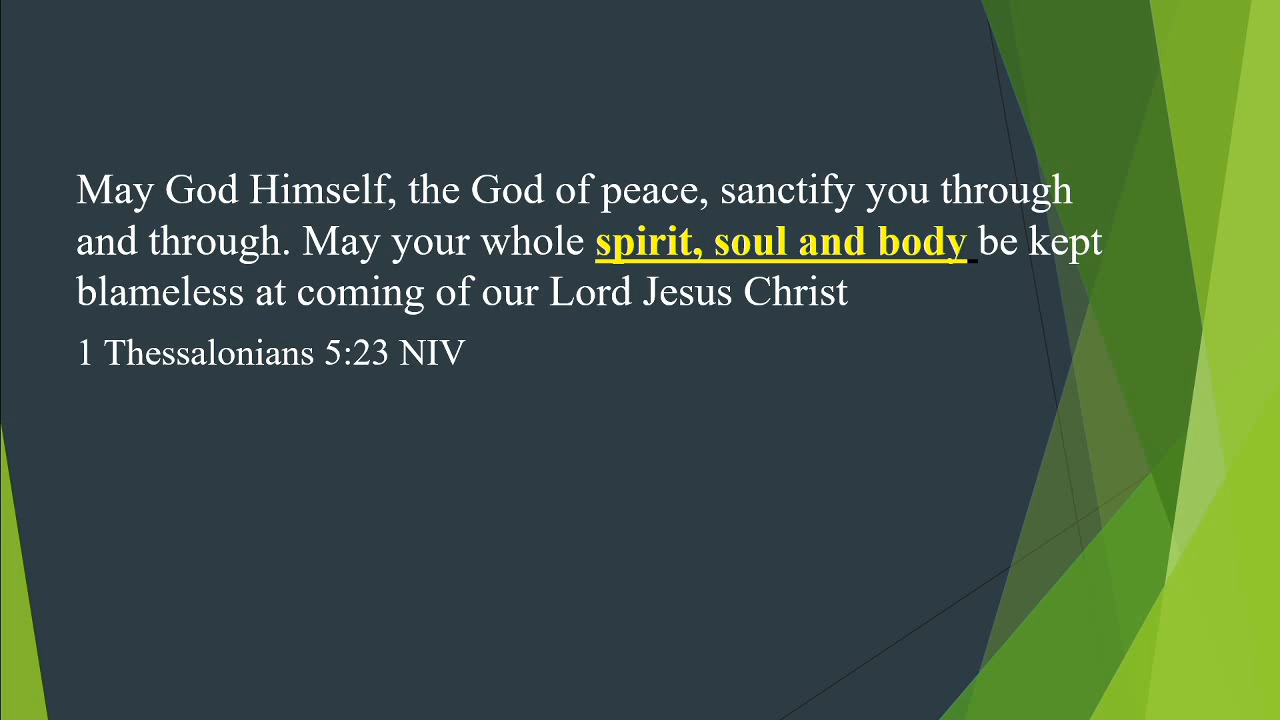 May God Himself, the God of peace, sanctify you through
and through. May your whole spirit, soul and body be kept
blameless at coming of our Lord Jesus Christ
1 Thessalonians 5:23 NIV